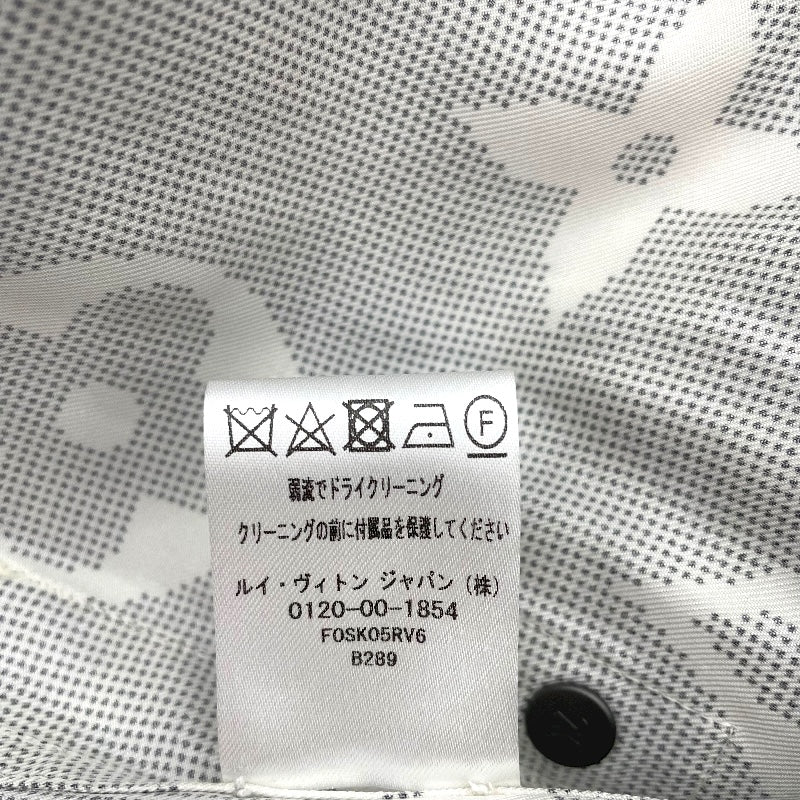 F
弱流でドライクリーニング
クリーニングの前に付属品を保護してください
ルイ・ヴィトン ジャパン(株)
0120-00-1854
F0SK05RV6
B289